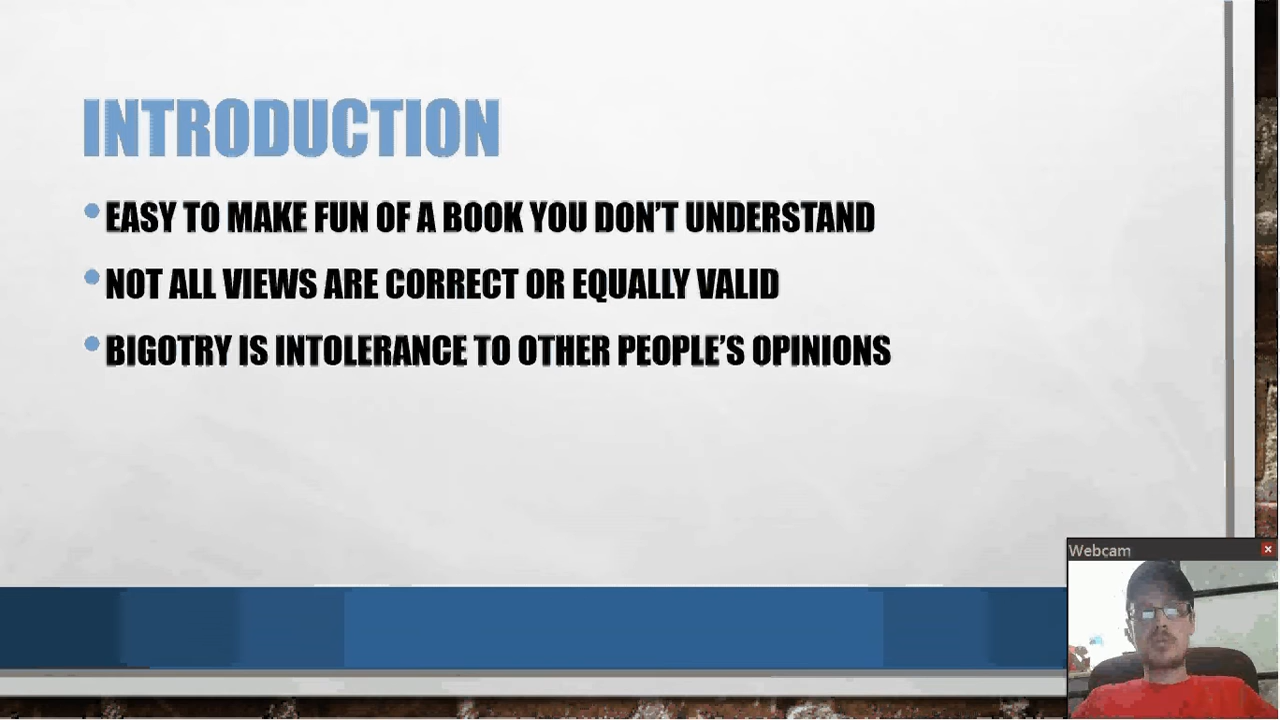 INTRODUCTION
• EASY TO MAKE FUN OF A BOOK YOU DON'T UNDERSTAND
• NOT ALL VIEWS ARE CORRECT OR EQUALLY VALID
• BIGOTRY IS INTOLERANCE TO OTHER PEOPLE'S OPINIONS
Webcam